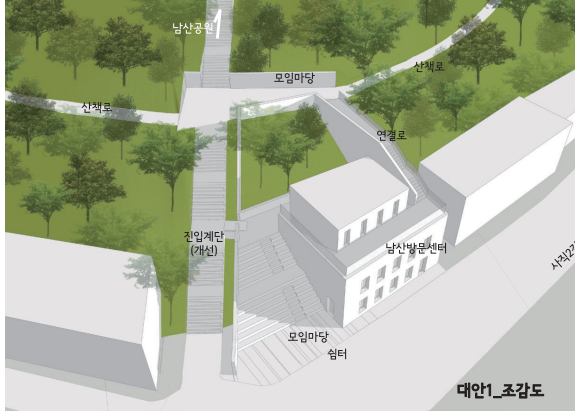 남산공원
모임마당
산책로
산책로
연결로
진입계단
(개선)
남산방문센터
모임마당
쉼터
대안1_조감도